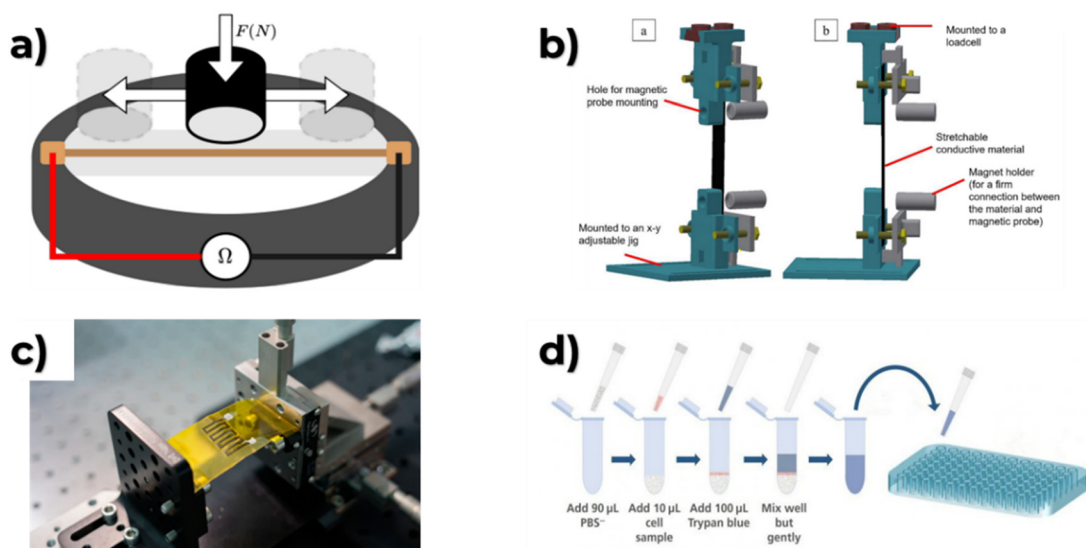 a)
F(N)
Ω
b)
a
b
Mounted to a
loadcell
Hole for magnetic
probe mounting
Stretchable
conductive material
Magnet holder
(for a firm
connection between
the material and
magnetic probe)
Mounted to an x-y
adjustable jig
c)
d)
Add 90 µL
PBS⁻
Add 10 µL
cell
sample
Add 100 µL
Trypan blue
Mix well
but
gently